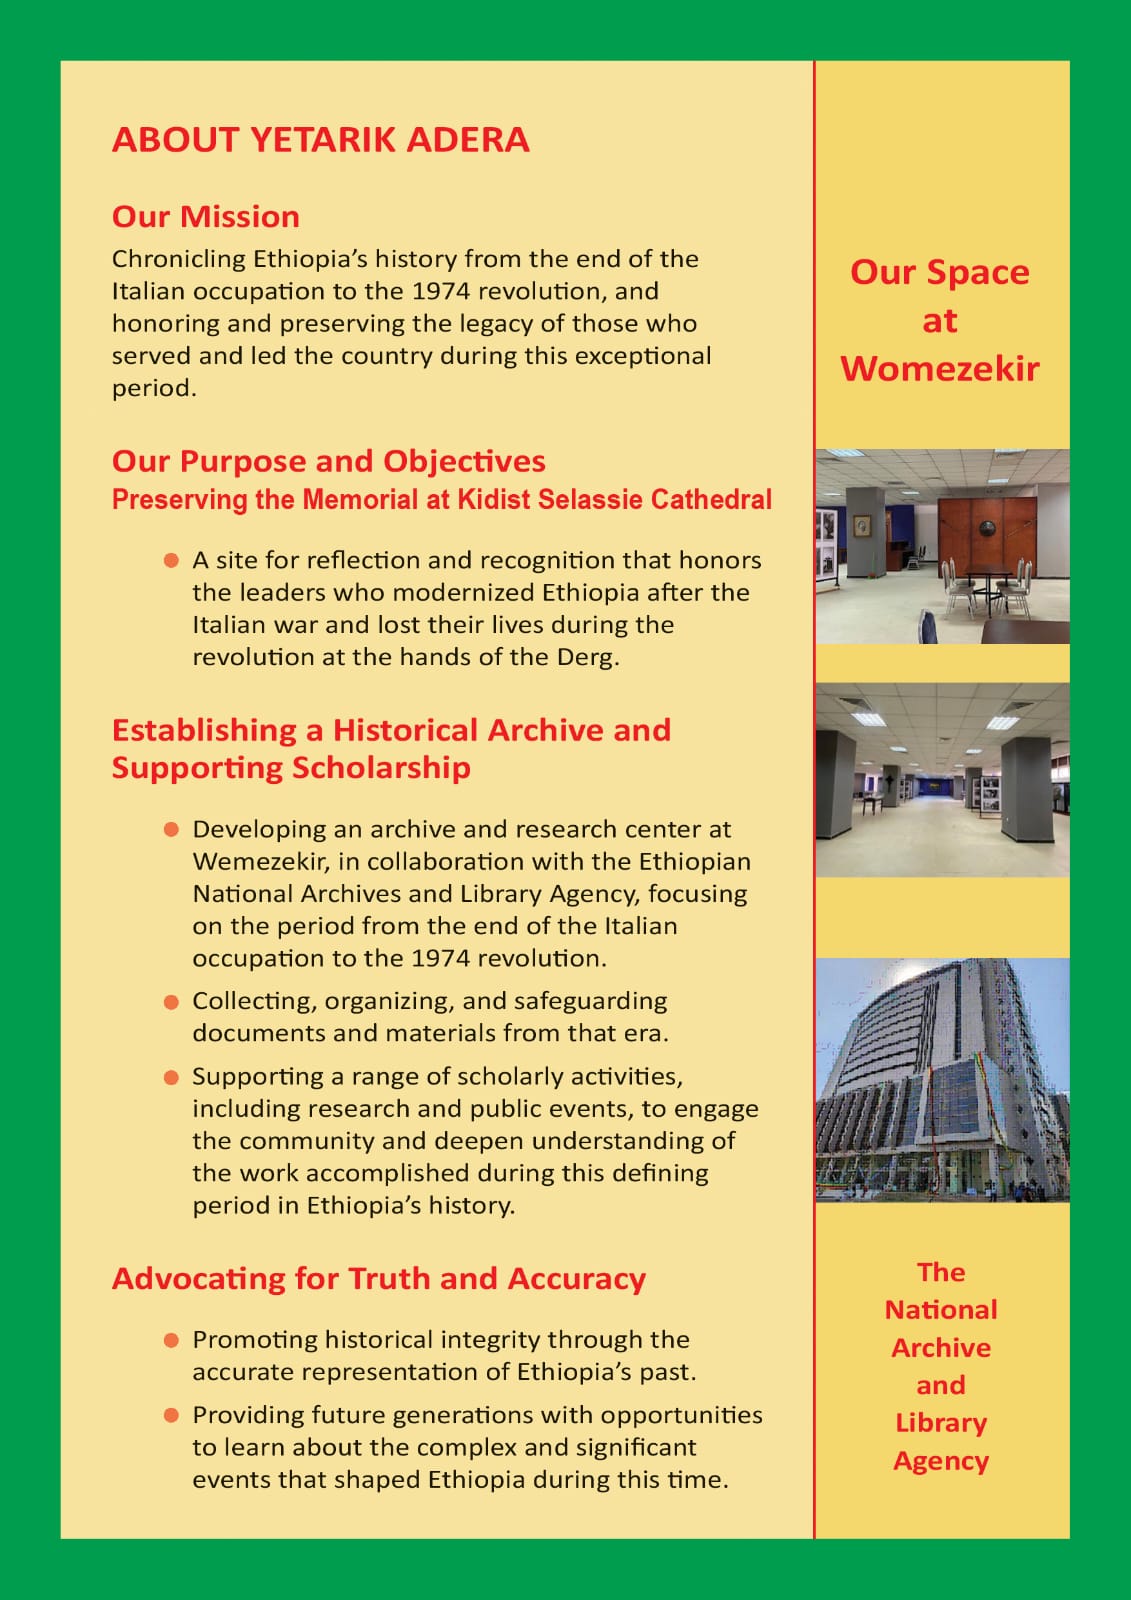 ABOUT YETARIK ADERA
Our Mission
Chronicling Ethiopia’s history from the end of the
Italian occupation to the 1974 revolution, and
honoring and preserving the legacy of those who
served and led the country during this exceptional
period.
Our Purpose and Objectives
Preserving the Memorial at Kidist Selassie Cathedral
● A site for reflection and recognition that honors
the leaders who modernized Ethiopia after the
Italian war and lost their lives during the
revolution at the hands of the Derg.
Establishing a Historical Archive and
Supporting Scholarship
● Developing an archive and research center at
Wemezekir, in collaboration with the Ethiopian
National Archives and Library Agency, focusing
on the period from the end of the Italian
occupation to the 1974 revolution.
● Collecting, organizing, and safeguarding
documents and materials from that era.
● Supporting a range of scholarly activities,
including research and public events, to engage
the community and deepen understanding of
the work accomplished during this defining
period in Ethiopia’s history.
Advocating for Truth and Accuracy
● Promoting historical integrity through the
accurate representation of Ethiopia’s past.
● Providing future generations with opportunities
to learn about the complex and significant
events that shaped Ethiopia during this time.
Our Space
at
Womezekir
The
National
Archive
and
Library
Agency